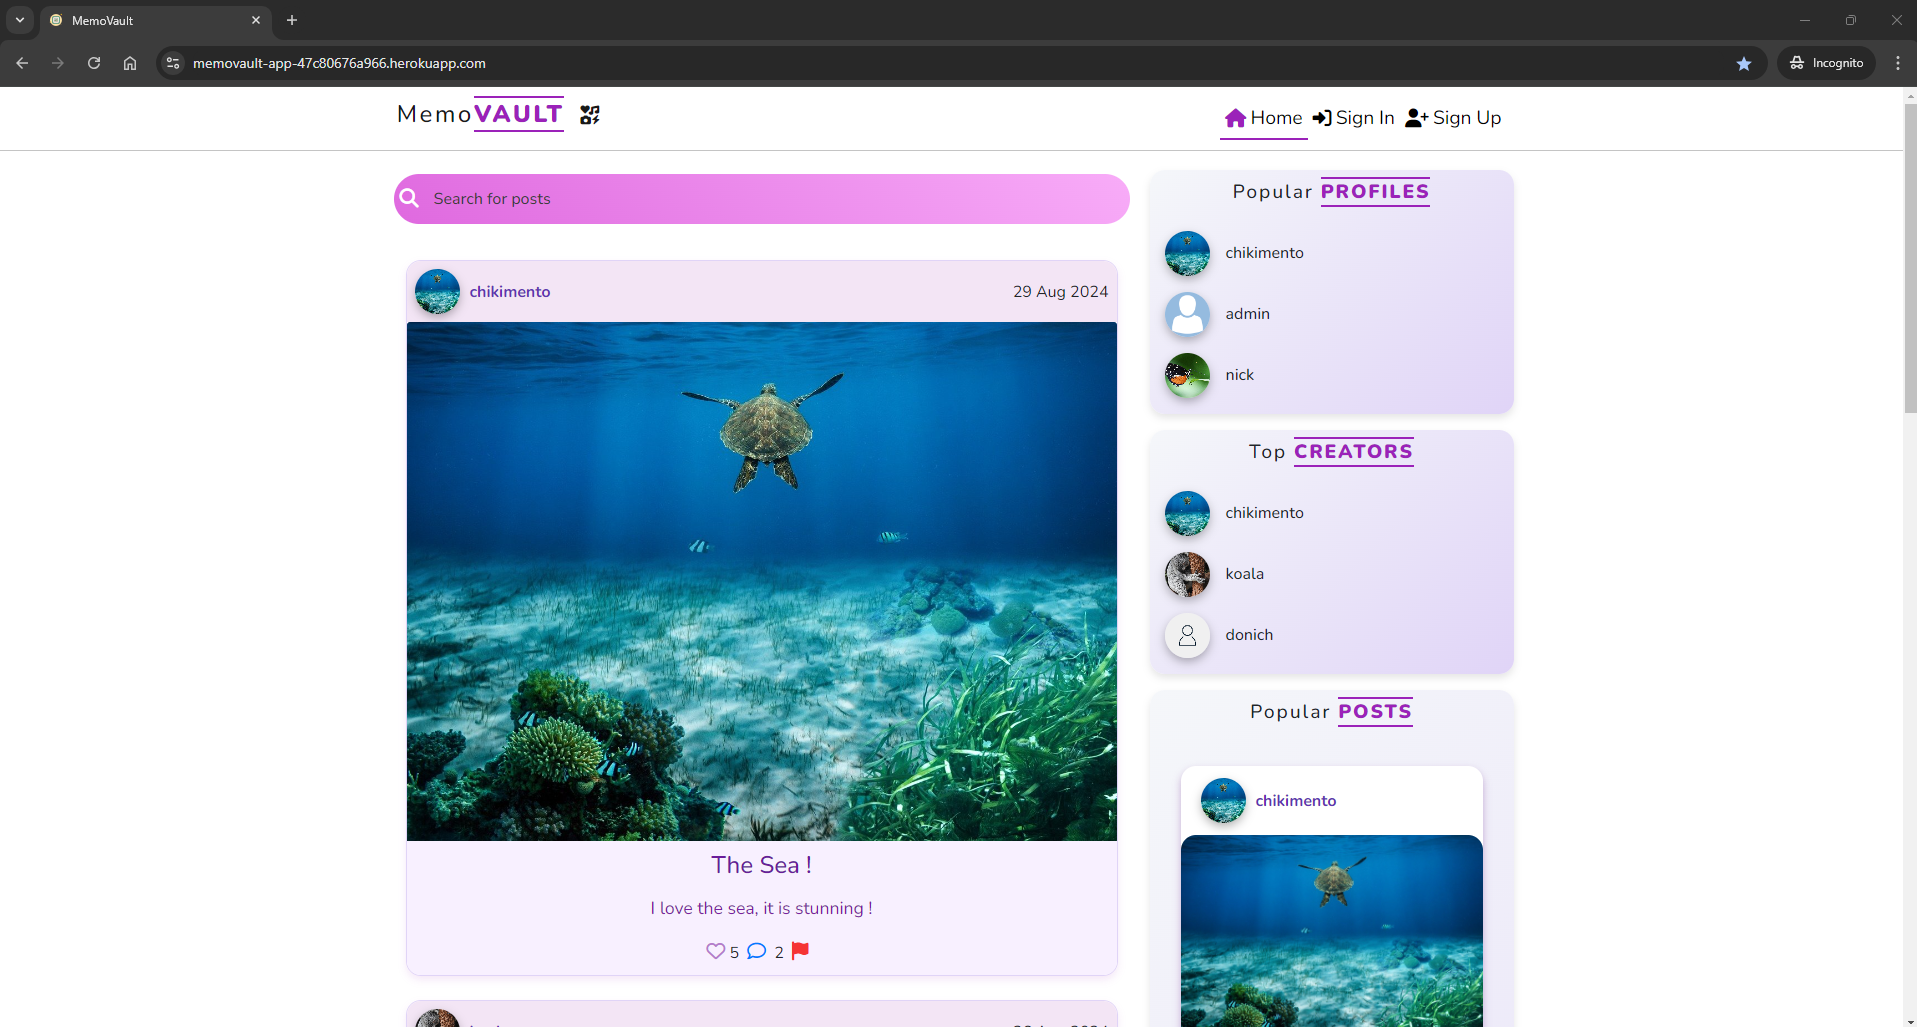 MemoVault
memovault-app-47c80676a966.herokuapp.com
Incognito
MemoVAULT
Home Sign In Sign Up
Search for posts
chikimento
29 Aug 2024
The Sea !
I love the sea, it is stunning !
5 2
Popular PROFILES
chikimento
admin
nick
Top CREATORS
chikimento
koala
donich
Popular POSTS
chikimento